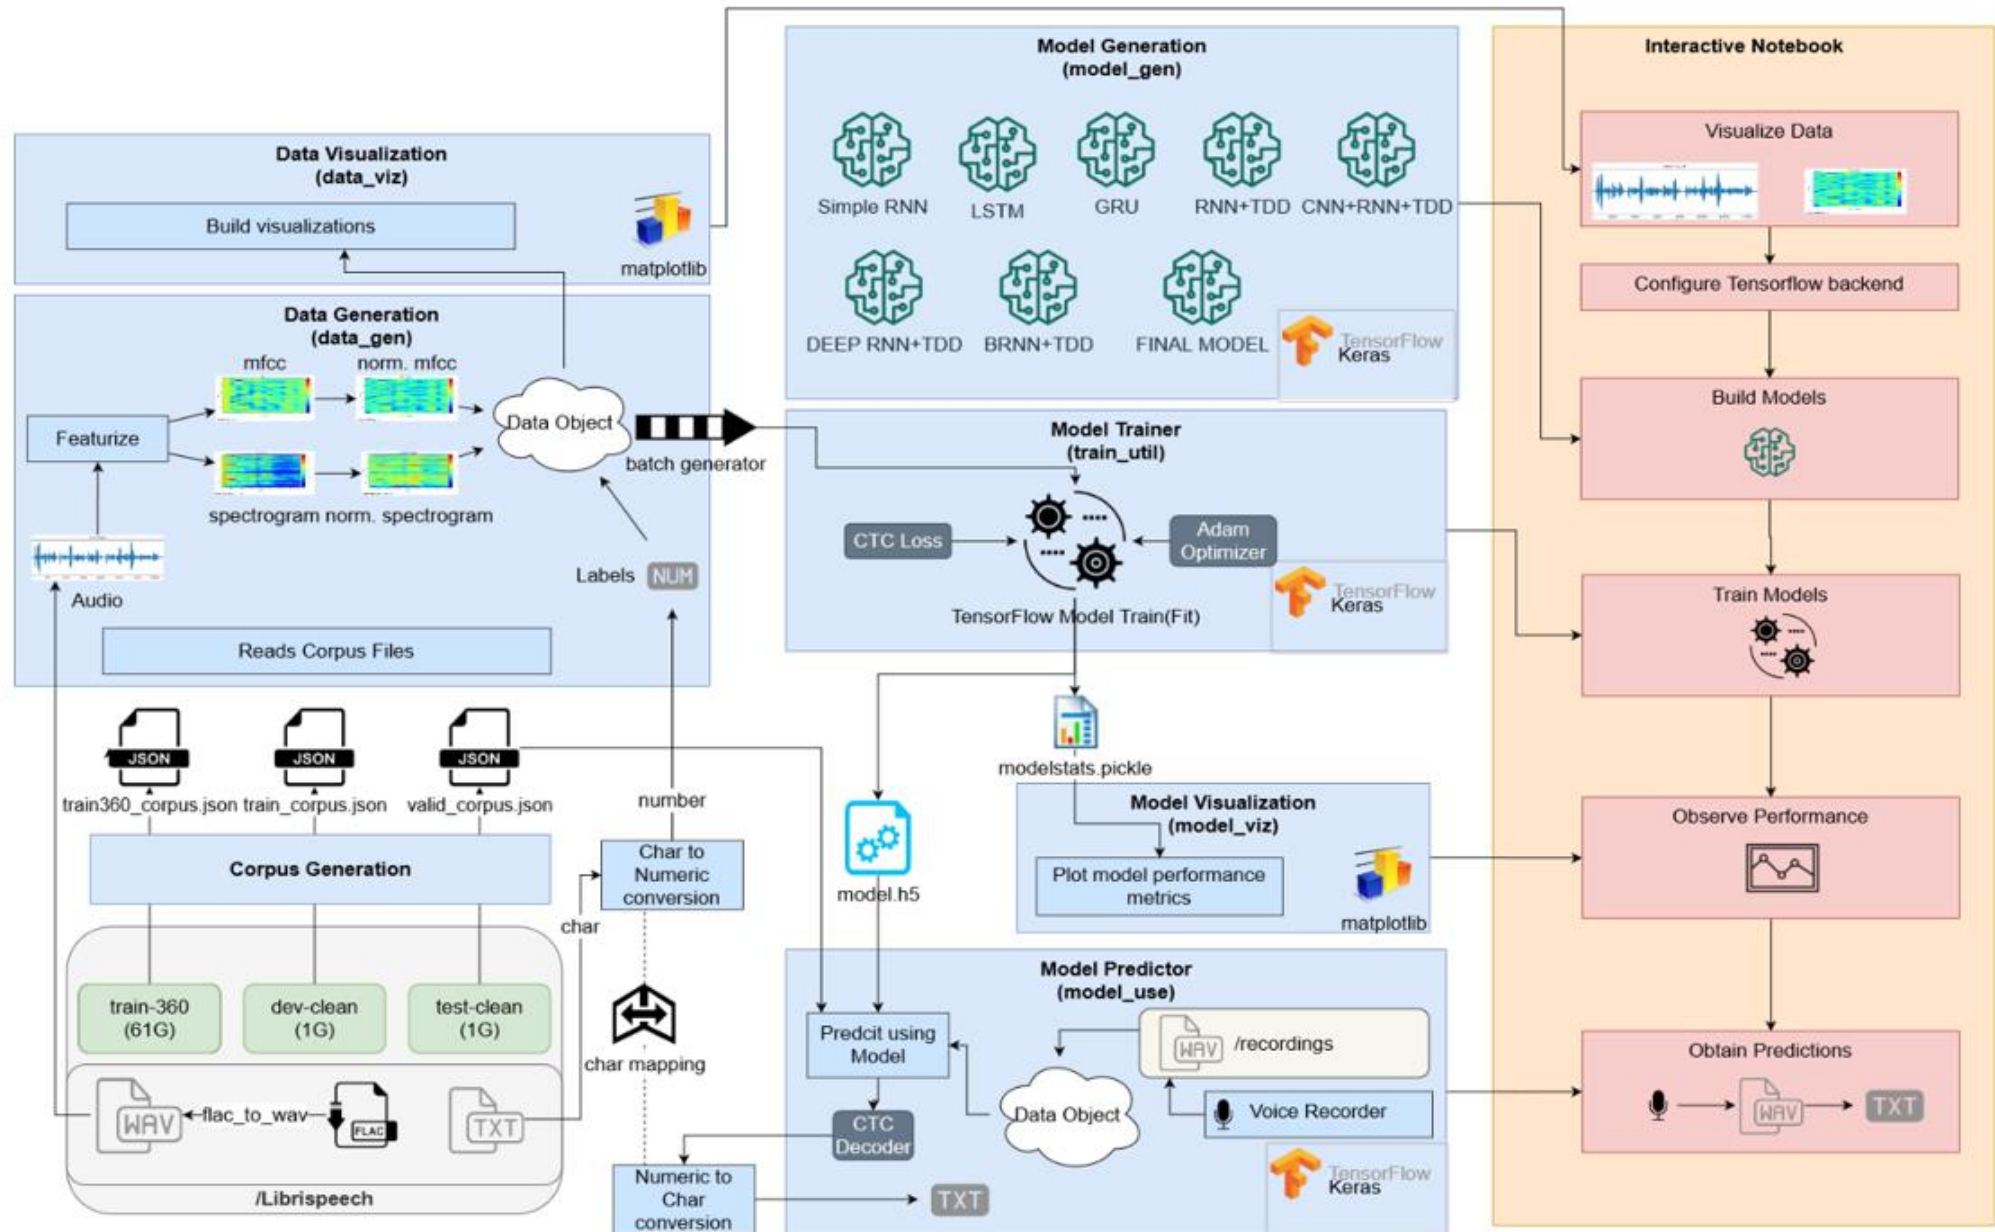 Data Visualization
(data_viz)
Build visualizations
matplotlib
Data Generation
(data_gen)
mfcc
norm. mfcc
Featurize
Data Object
batch generator
spectrogram norm. spectrogram
Audio
Labels
NUM
Reads Corpus Files
JSON
JSON
JSON
train360_corpus.json
train_corpus.json
valid_corpus.json
Corpus Generation
train-360
(61G)
dev-clean
(1G)
test-clean
(1G)
WAV
flac_to_wav
FLAC
TXT
/Librispeech
number
Char to
Numeric
conversion
char
char mapping
Numeric to
Char
conversion
TXT
Model Generation
(model_gen)
Simple RNN
LSTM
GRU
RNN+TDD
CNN+RNN+TDD
DEEP RNN+TDD
BRNN+TDD
FINAL MODEL
TensorFlow
Keras
Model Trainer
(train_util)
CTC Loss
Adam
Optimizer
TensorFlow Model Train(Fit)
TensorFlow
Keras
modelstats.pickle
model.h5
Model Visualization
(model_viz)
Plot model performance
metrics
matplotlib
Model Predictor
(model_use)
Predcit using
Model
CTC
Decoder
Data Object
WAV
/recordings
Voice Recorder
TensorFlow
Keras
Interactive Notebook
Visualize Data
Configure Tensorflow backend
Build Models
Train Models
Observe Performance
Obtain Predictions
WAV
TXT